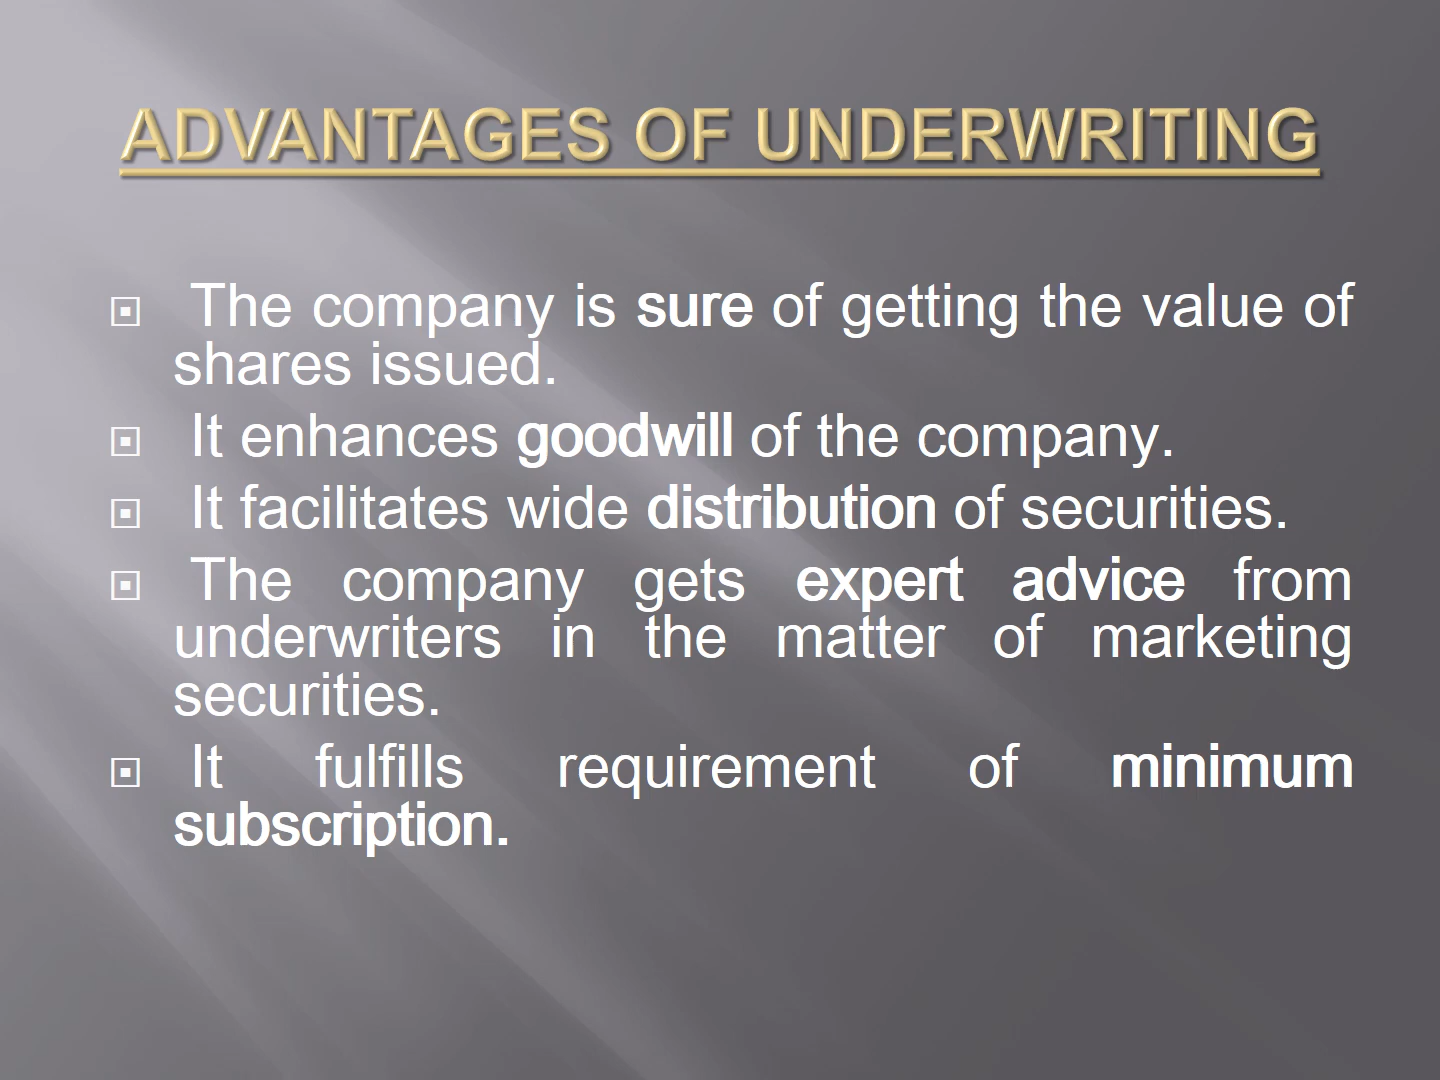 ADVANTAGES OF UNDERWRITING
The company is sure of getting the value of
shares issued.
It enhances goodwill of the company.
It facilitates wide distribution of securities.
The company gets expert advice from
underwriters in the matter of marketing
securities.
It fulfills requirement of minimum
subscription.